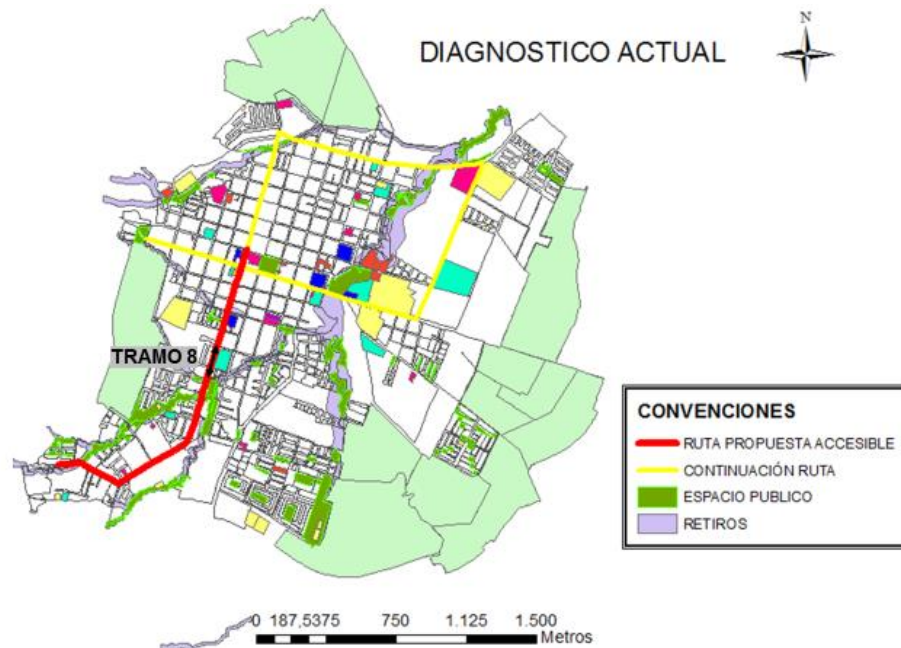 DIAGNOSTICO ACTUAL
N
TRAMO 8
CONVENCIONES
RUTA PROPUESTA ACCESIBLE
CONTINUACIÓN RUTA
ESPACIO PUBLICO
RETIROS
0 187,5375 750 1.125 1.500
Metros